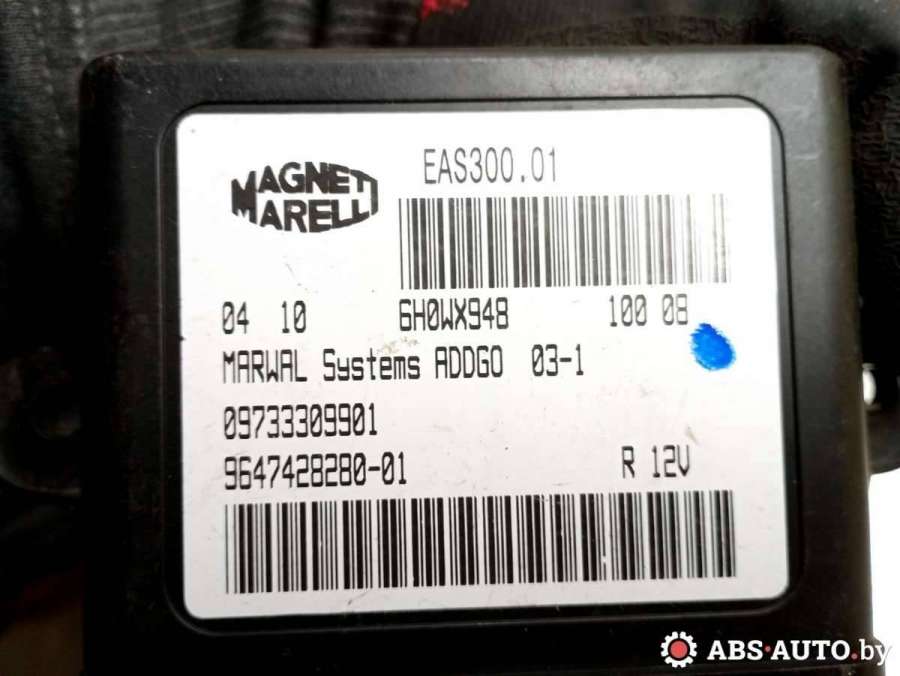 EAS300.01
MAGNETI
MARELLI
04 10 6H0WX948 100 08
MARWAL Systems ADDGO 03-1
09733309901
9647428280-01 R 12V
ABS-AUTO.by